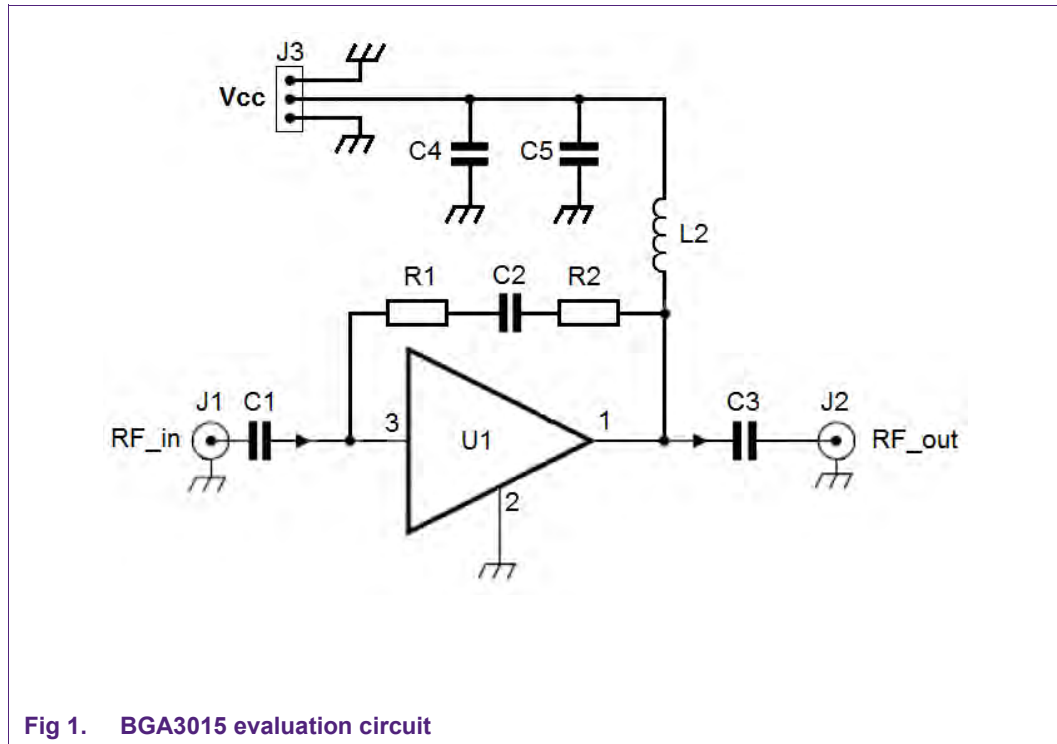 J3
Vcc
C4
C5
L2
R1
C2
R2
J1
C1
C3
J2
RF_in
3
U1
1
RF_out
2
Fig 1. BGA3015 evaluation circuit